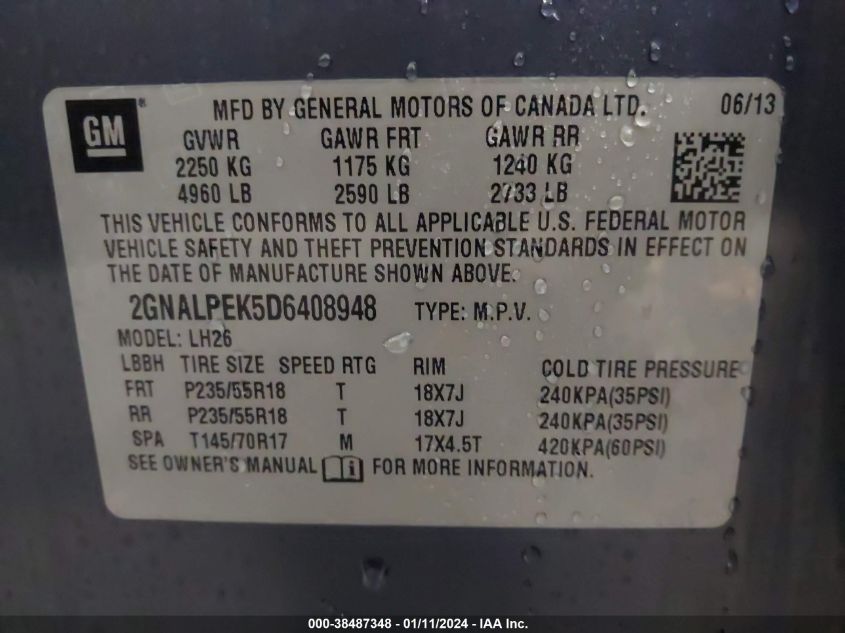 GM ® MFD BY GENERAL MOTORS OF CANADA LTD. 06/13
GVWR GAWR FRT GAWR RR
2250 KG 1175 KG 1240 KG
4960 LB 2590 LB 2733 LB
THIS VEHICLE CONFORMS TO ALL APPLICABLE U.S. FEDERAL MOTOR
VEHICLE SAFETY AND THEFT PREVENTION STANDARDS IN EFFECT ON
THE DATE OF MANUFACTURE SHOWN ABOVE.
2GNALPEK5D6408948 TYPE: M.P.V.
MODEL: LH26
LBBH TIRE SIZE SPEED RTG RIM COLD TIRE PRESSURE
FRT P235/55R18 T 18X7J 240KPA(35PSI)
RR P235/55R18 T 18X7J 240KPA(35PSI)
SPA T145/70R17 M 17X4.5T 420KPA(60PSI)
SEE OWNER'S MANUAL i FOR MORE INFORMATION.
000-38487348 - 01/11/2024 - IAA Inc.